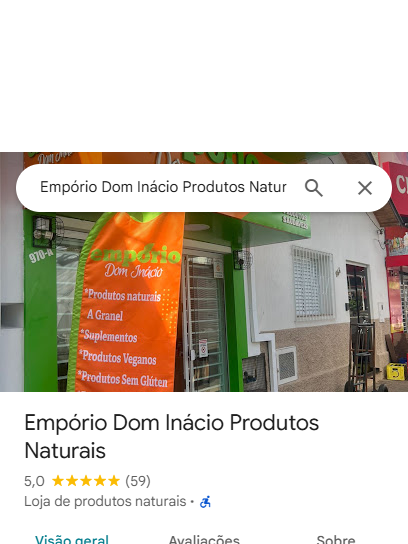 Empório Dom Inácio Produtos Natur
970-A
empório
Dom Inácio
*Produtos naturais
A Granel
*Suplementos
*Produtos Veganos
*Produtos Sem Glúten
Empório Dom Inácio Produtos
Naturais
5,0 ★★★★★ (59)
Loja de produtos naturais •
Visão geral Avaliações Sobre